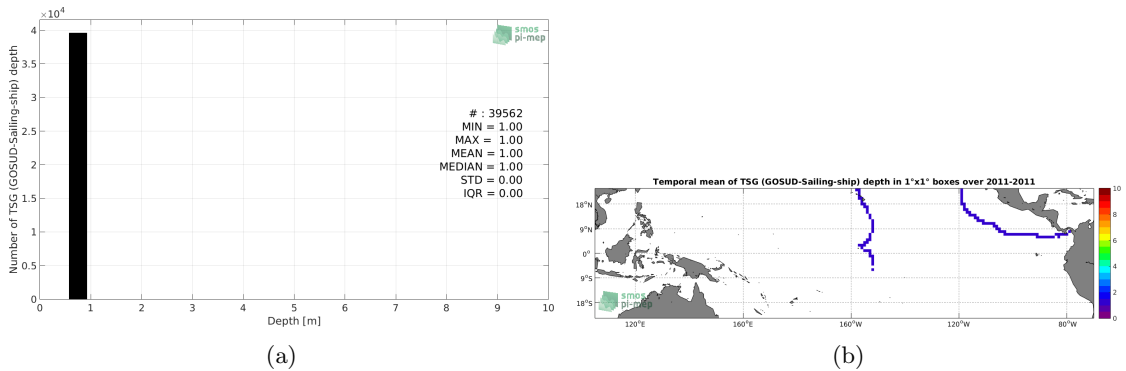 ×10⁴
4
3.5
3
2.5
2
1.5
1
0.5
0
Number of TSG (GOSUD-Sailing-ship) depth
smos
pi-mep
# : 39562
MIN = 1.00
MAX = 1.00
MEAN = 1.00
MEDIAN = 1.00
STD = 0.00
IQR = 0.00
0 1 2 3 4 5 6 7 8 9 10
Depth [m]
(a)
Temporal mean of TSG (GOSUD-Sailing-ship) depth in 1°x1° boxes over 2011-2011
18°N
9°N
0°
9°S
18°S
smos
pi-mep
120°E 160°E 160°W 120°W 80°W
10
8
6
4
2
0
(b)